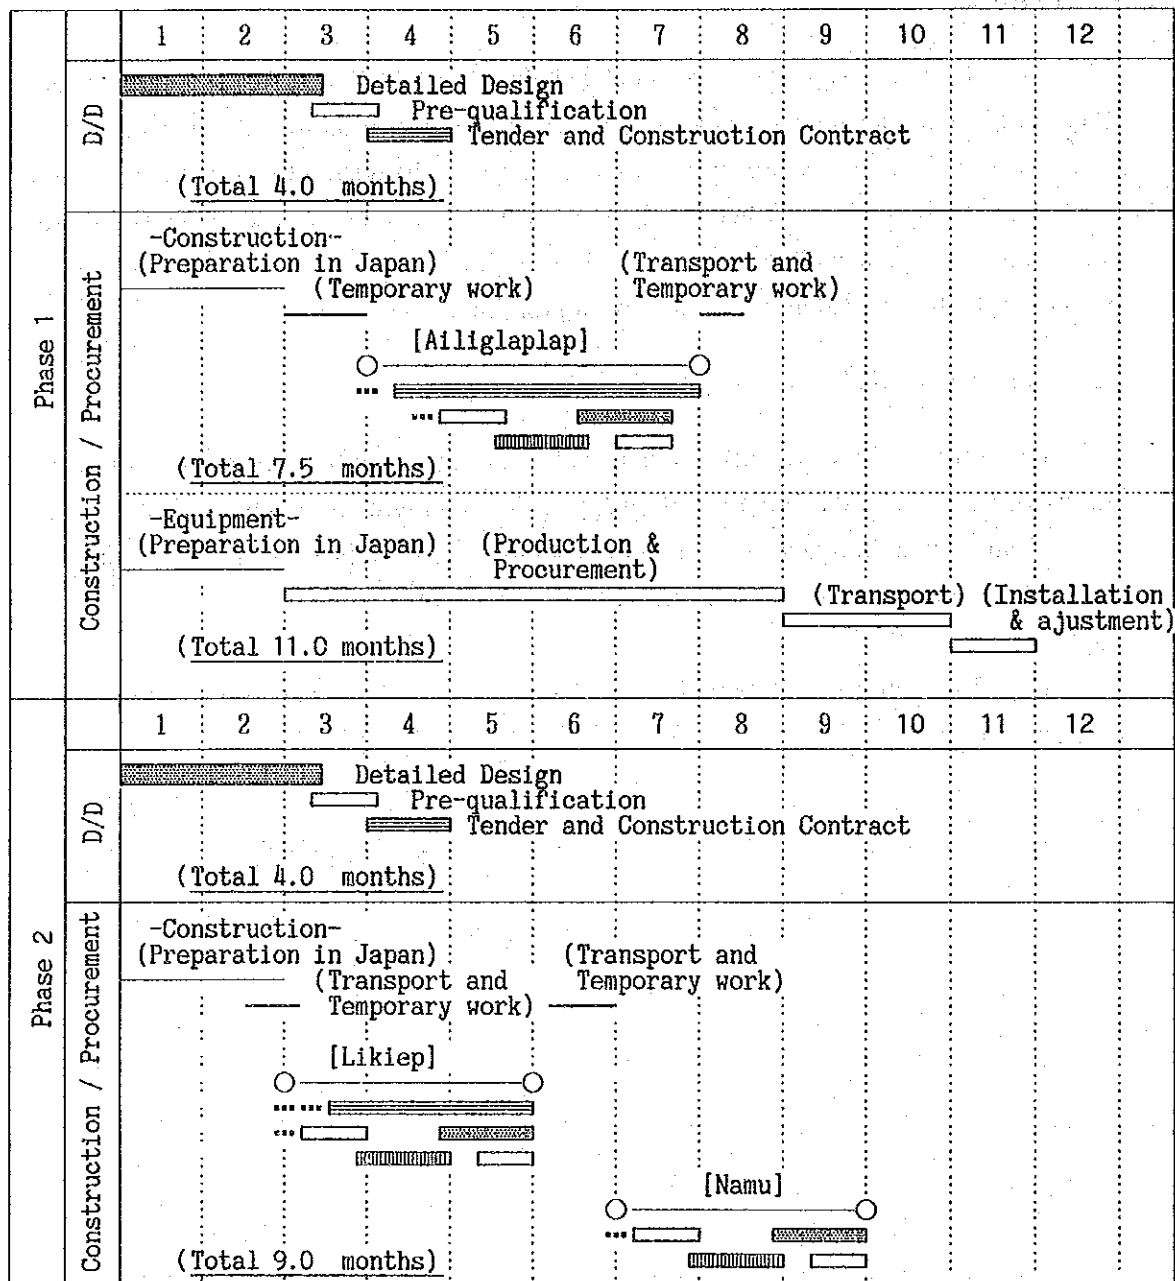 1 2 3 4 5 6 7 8 9 10 11 12
Phase 1
D/D
Detailed Design
Pre-qualification
Tender and Construction Contract
(Total 4.0 months)
Construction / Procurement
-Construction-
(Preparation in Japan)
(Temporary work)
(Transport and
Temporary work)
[Ailiglaplap]
(Total 7.5 months)
-Equipment-
(Preparation in Japan)
(Production &
Procurement)
(Transport) (Installation
& ajustment)
(Total 11.0 months)
1 2 3 4 5 6 7 8 9 10 11 12
Phase 2
D/D
Detailed Design
Pre-qualification
Tender and Construction Contract
(Total 4.0 months)
Construction / Procurement
-Construction-
(Preparation in Japan)
(Transport and
Temporary work)
(Transport and
Temporary work)
[Likiep]
[Namu]
(Total 9.0 months)